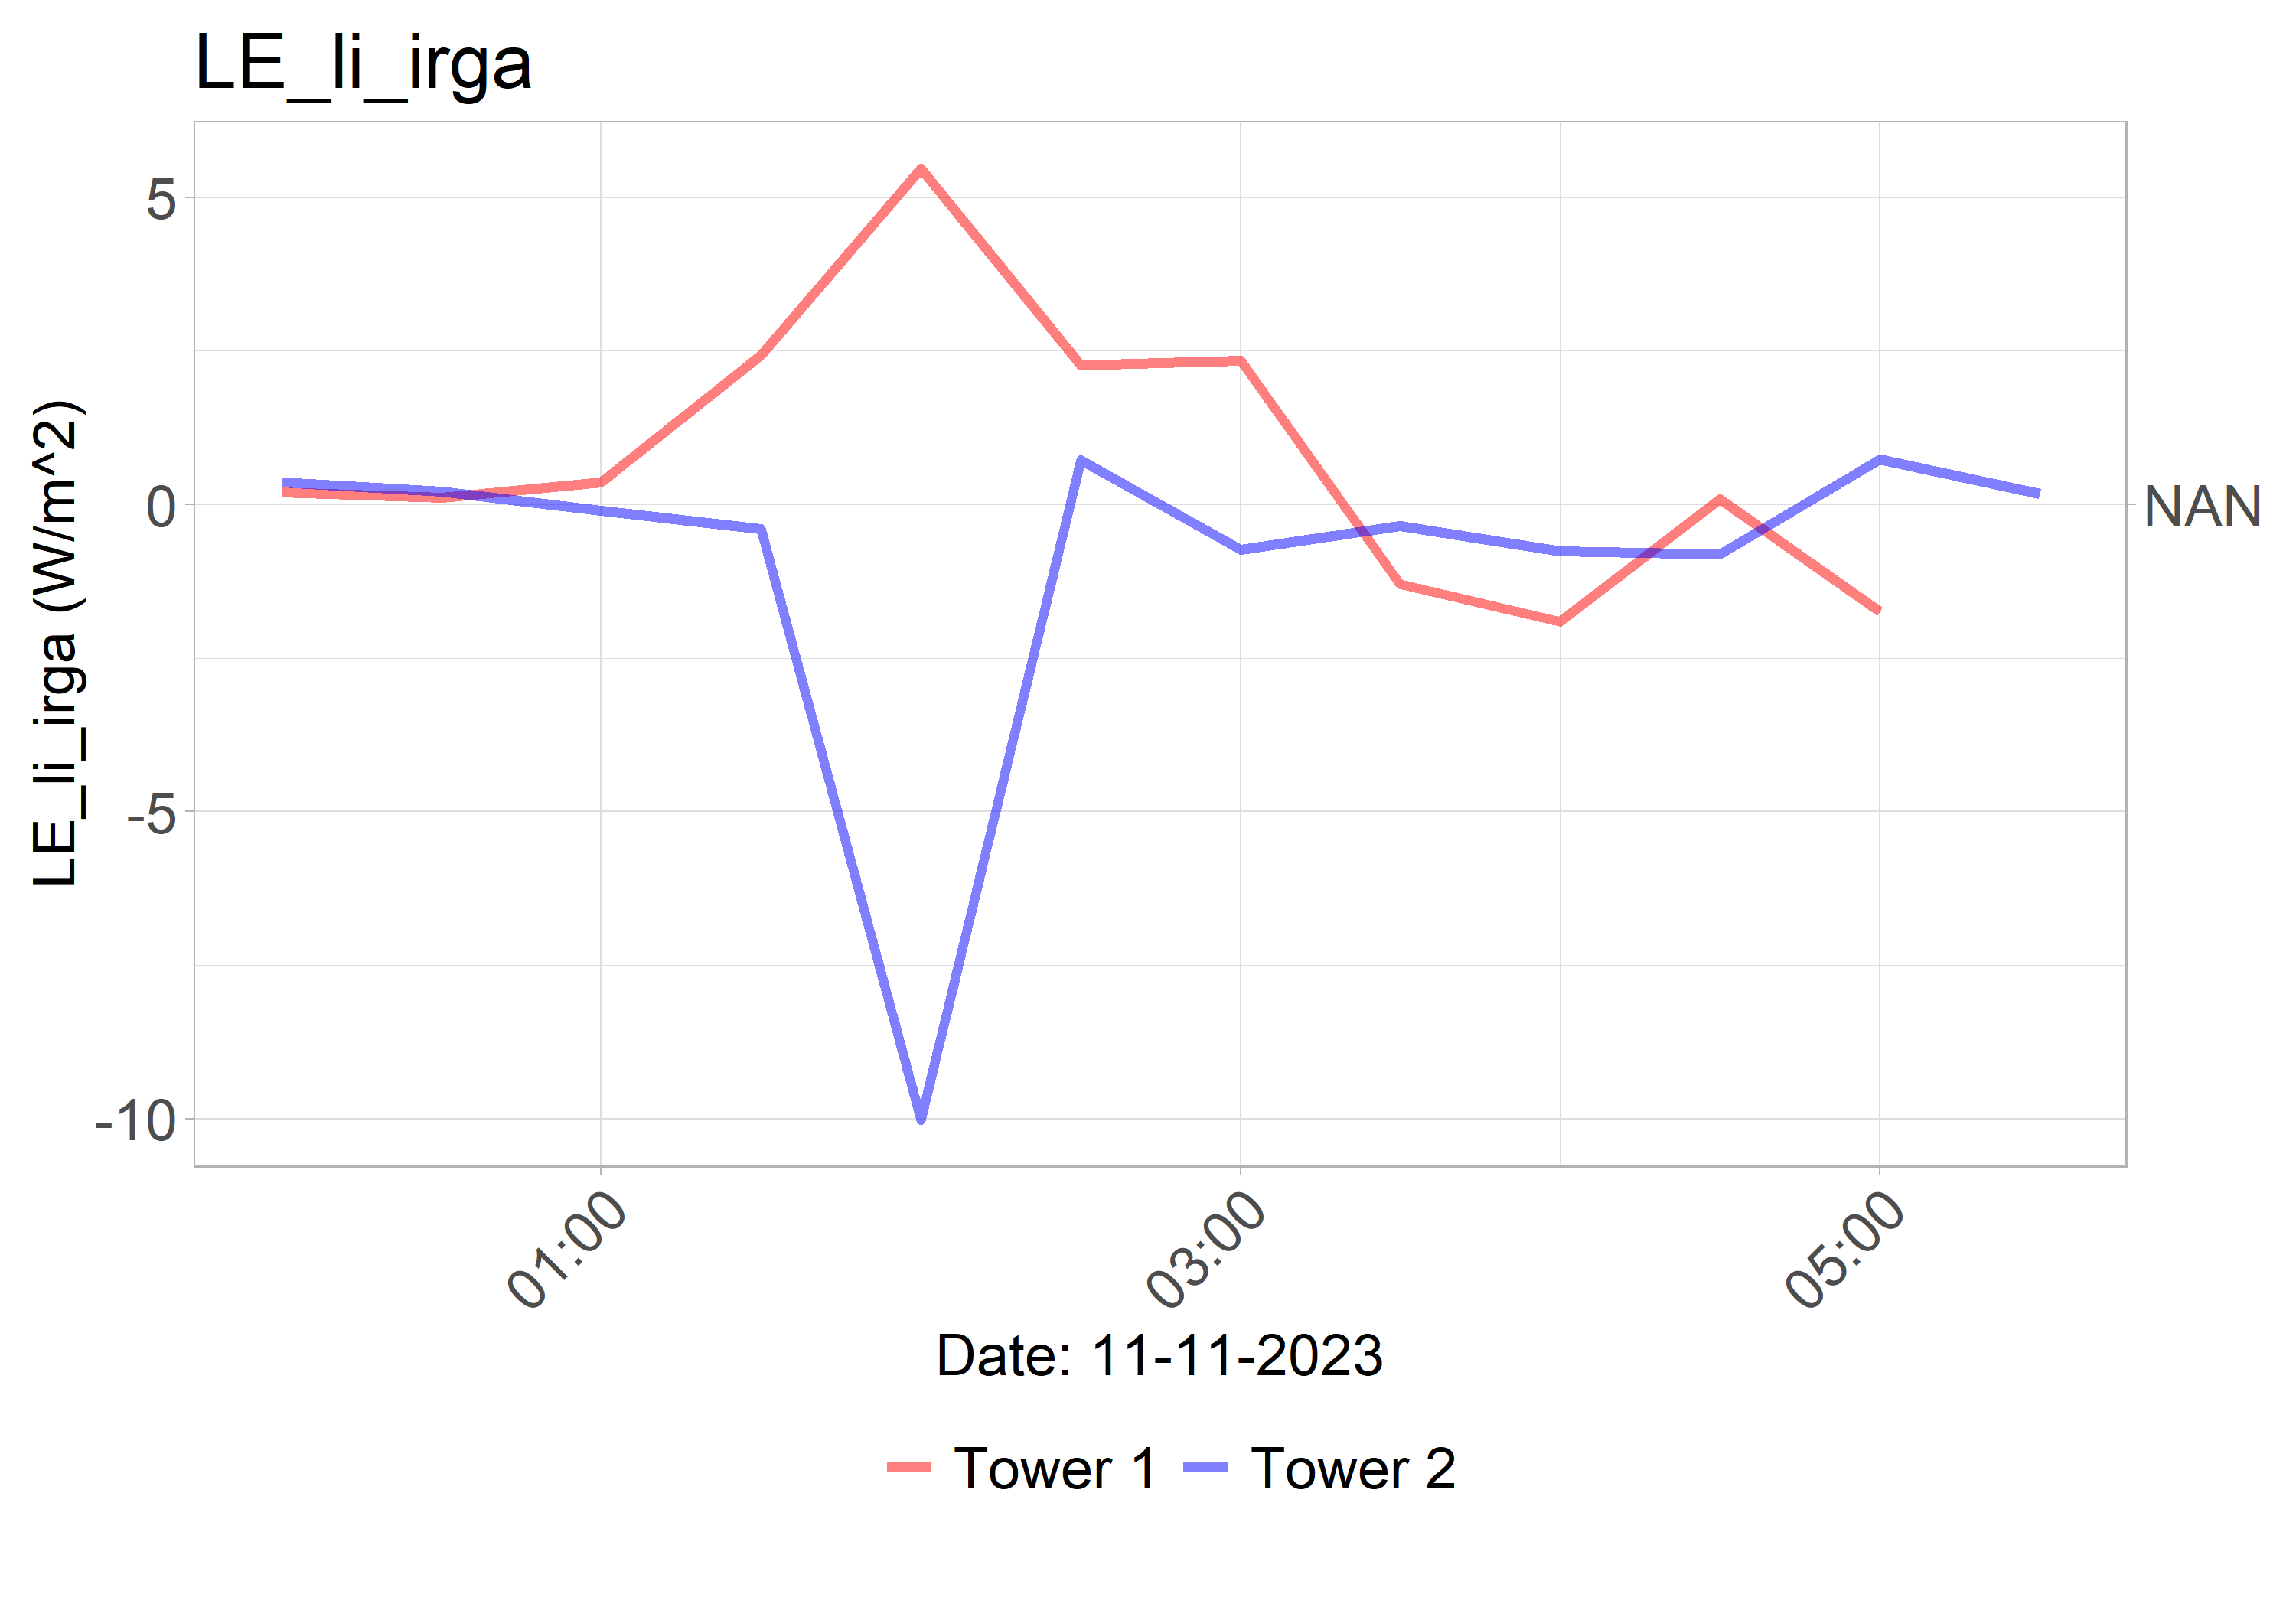 LE_li_irga
LE_li_irga (W/m^2)
5
0
-5
-10
NAN
01:00
03:00
05:00
Date: 11-11-2023
Tower 1
Tower 2